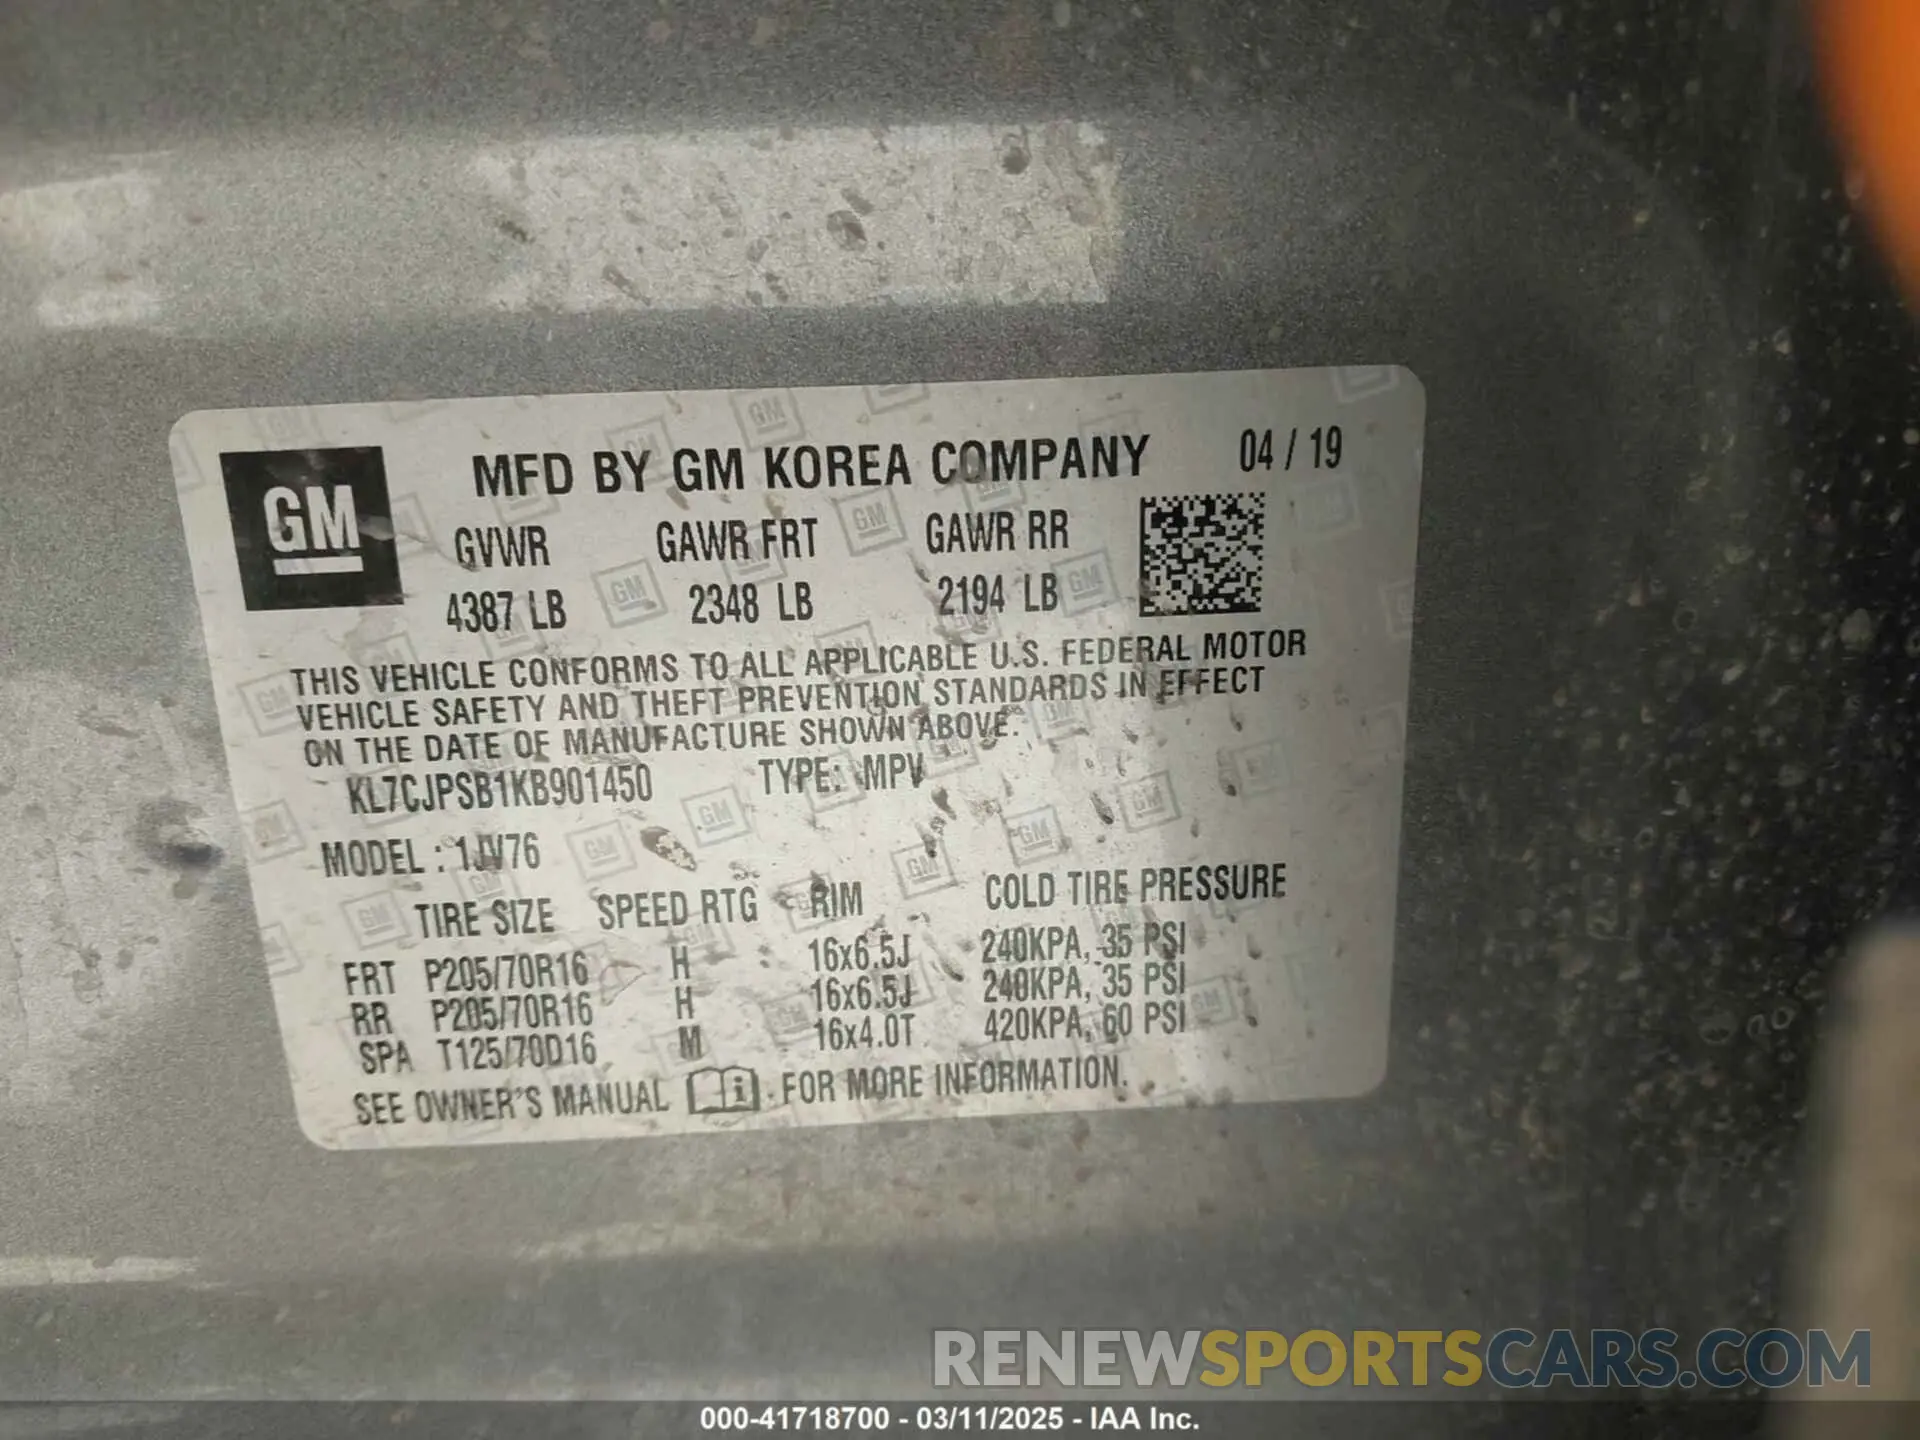 GM
MFD BY GM KOREA COMPANY 04 / 19
GVWR GAWR FRT GAWR RR
4387 LB 2348 LB 2194 LB
THIS VEHICLE CONFORMS TO ALL APPLICABLE U.S. FEDERAL MOTOR
VEHICLE SAFETY AND THEFT PREVENTION STANDARDS IN EFFECT
ON THE DATE OF MANUFACTURE SHOWN ABOVE.
KL7CJPSB1KB901450 TYPE: MPV
MODEL : 1JV76
TIRE SIZE SPEED RTG RIM COLD TIRE PRESSURE
FRT P205/70R16 H 16x6.5J 240KPA, 35 PSI
RR P205/70R16 H 16x6.5J 240KPA, 35 PSI
SPA T125/70D16 M 16x4.0T 420KPA, 60 PSI
SEE OWNER'S MANUAL i FOR MORE INFORMATION.
RENEWSPORTSCARS.COM
000-41718700 - 03/11/2025 - IAA Inc.